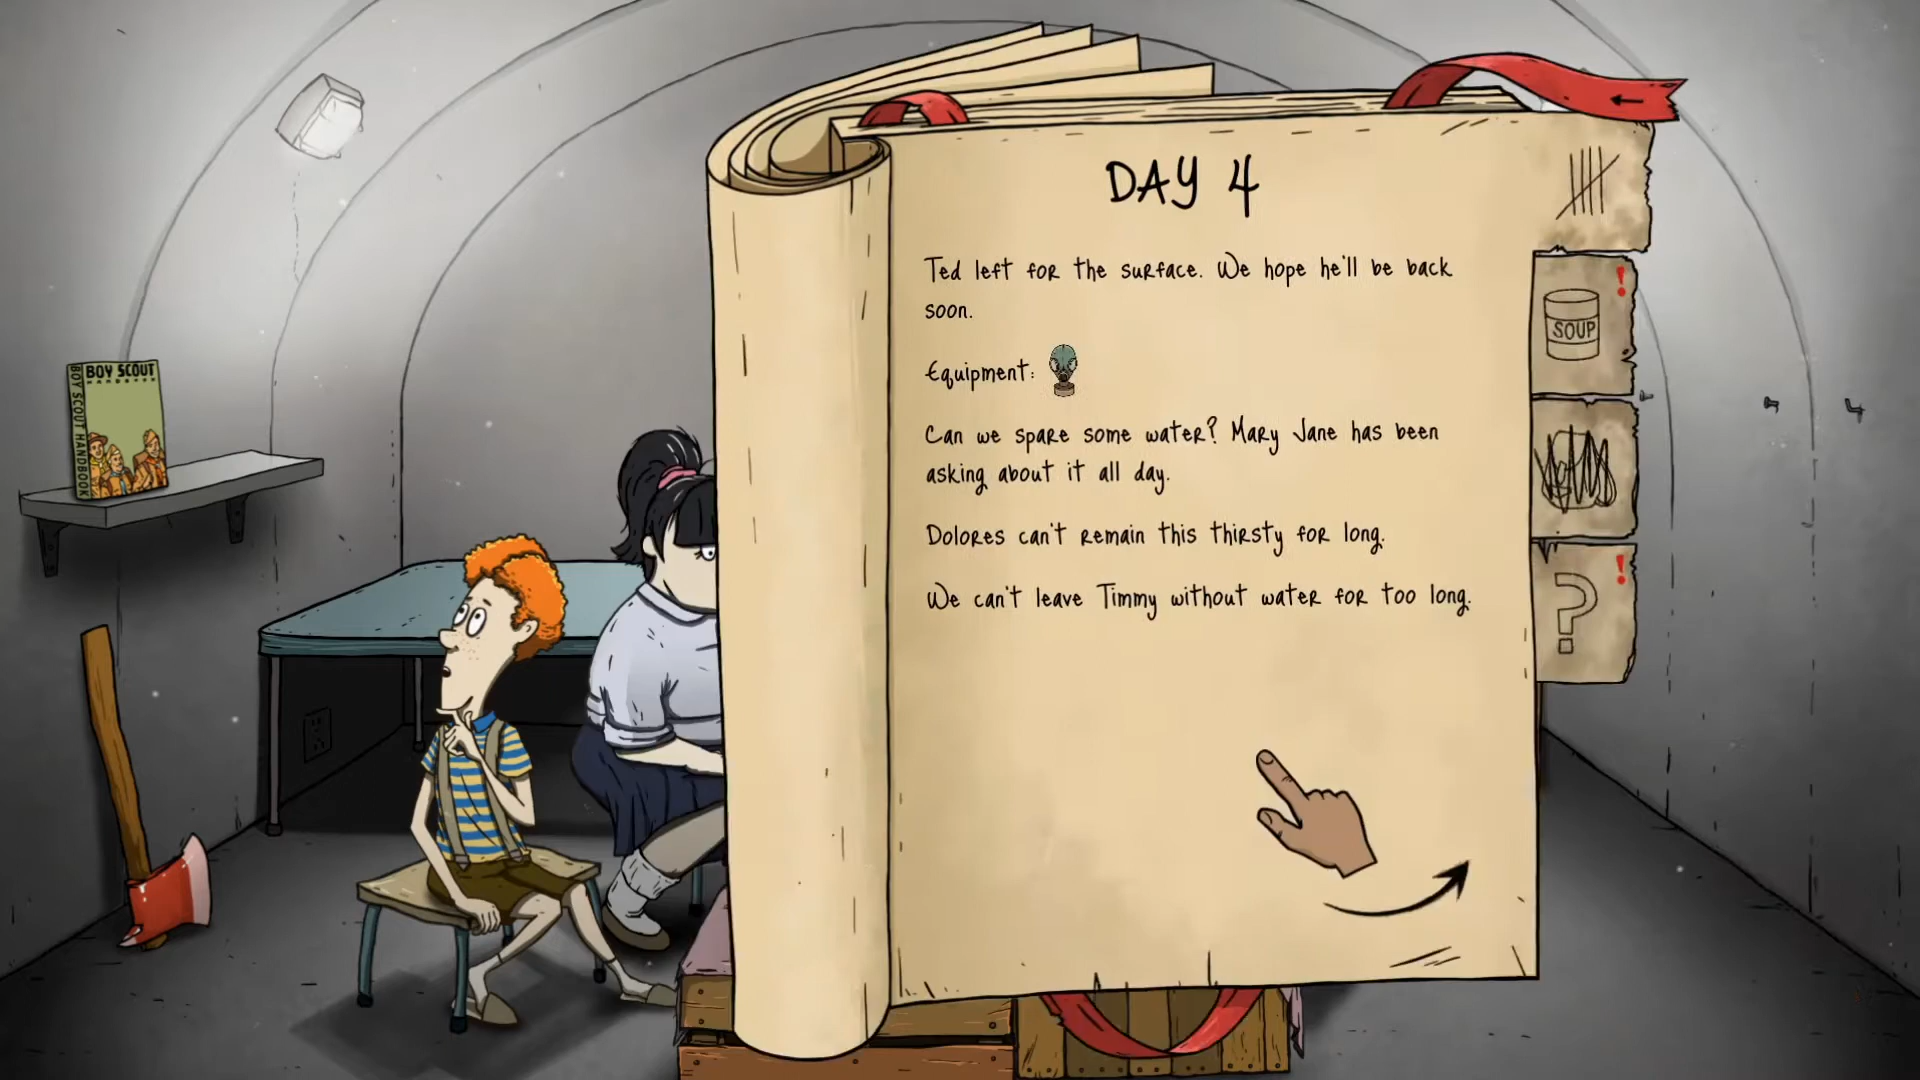 DAY 4
Ted left for the surface. We hope he'll be back
soon.
Equipment:
Can we spare some water? Mary Jane has been
asking about it all day.
Dolores can't remain this thirsty for long.
We can't leave Timmy without water for too long.
!
SOUP
!
?
BOY SCOUT
HANDBOOK
BOY SCOUT HANDBOOK